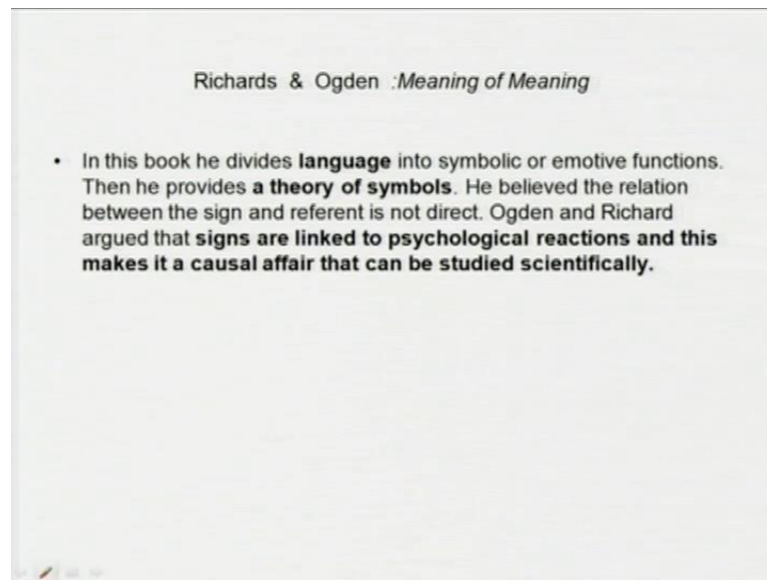 Richards & Ogden :Meaning of Meaning
• In this book he divides language into symbolic or emotive functions.
Then he provides a theory of symbols. He believed the relation
between the sign and referent is not direct. Ogden and Richard
argued that signs are linked to psychological reactions and this
makes it a causal affair that can be studied scientifically.